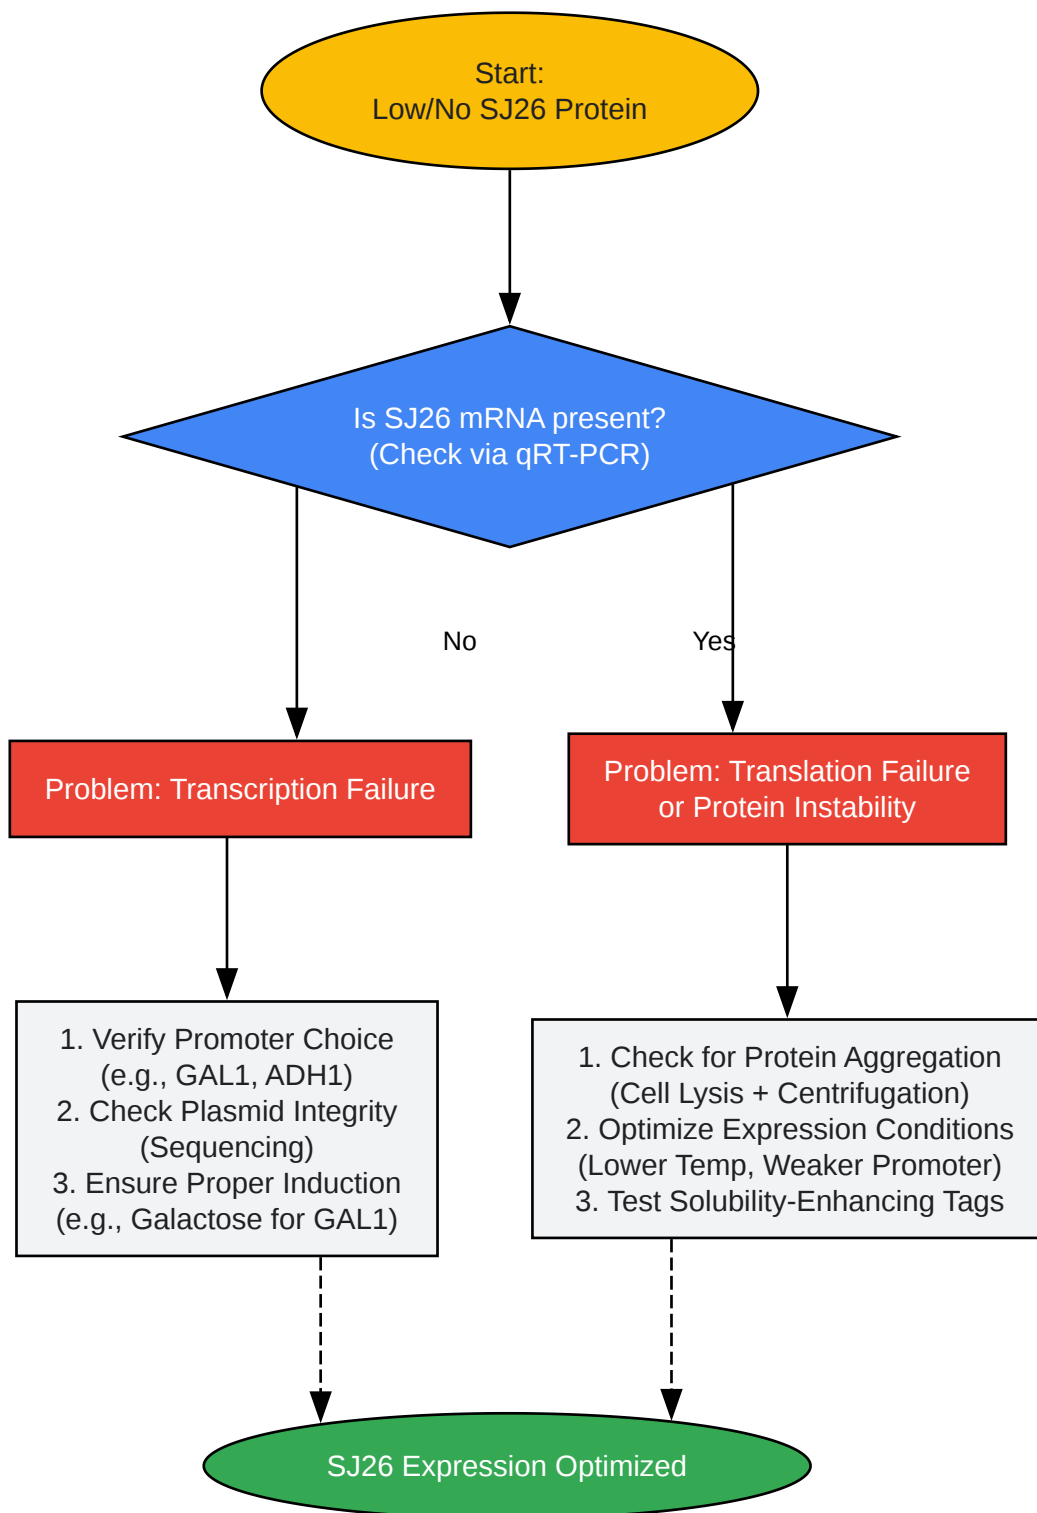 Start:
Low/No SJ26 Protein
Is SJ26 mRNA present?
(Check via qRT-PCR)
No
Yes
Problem: Transcription Failure
Problem: Translation Failure
or Protein Instability
1. Verify Promoter Choice
(e.g., GAL1, ADH1)
2. Check Plasmid Integrity
(Sequencing)
3. Ensure Proper Induction
(e.g., Galactose for GAL1)
1. Check for Protein Aggregation
(Cell Lysis + Centrifugation)
2. Optimize Expression Conditions
(Lower Temp, Weaker Promoter)
3. Test Solubility-Enhancing Tags
SJ26 Expression Optimized